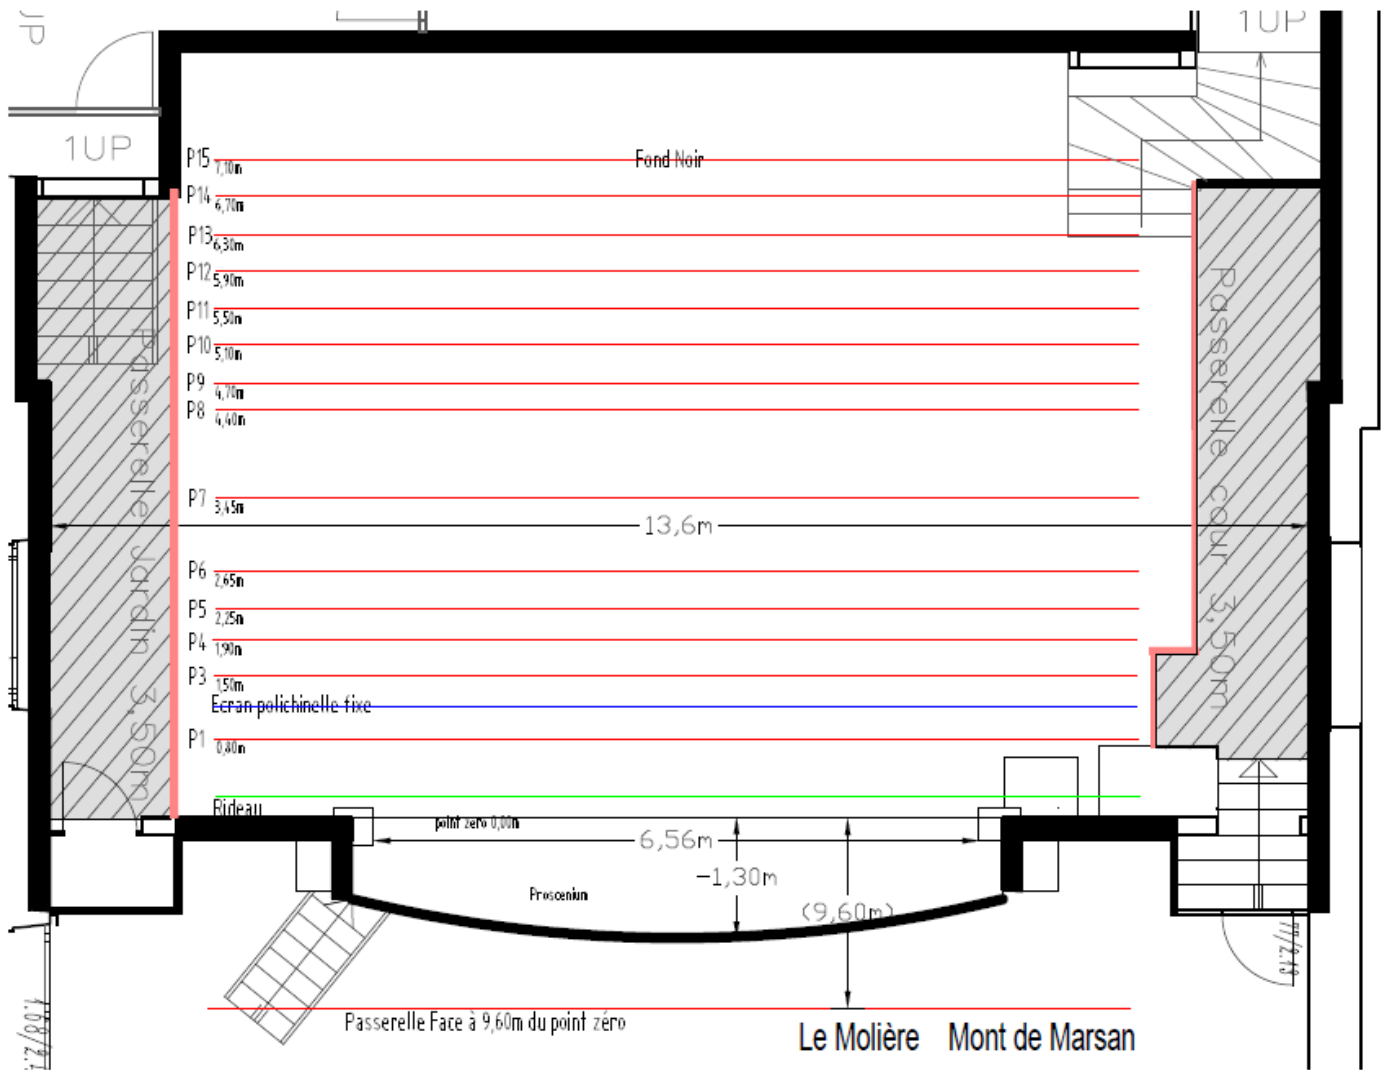 UP
1UP
1UP
P15 7,10m
Fond Noir
P14 6,70m
P13 6,30m
P12 5,90m
P11 5,50m
P10 5,10m
P9 4,70m
P8 4,40m
P7 3,45m
13,6m
P6 2,65m
P5 2,25m
P4 1,90m
P3 1,50m
Ecran polichinelle fixe
P1 0,80m
Rideau
Passerelle Jardin 3,50m
Passerelle cour 3,50m
point zero 0,00m
6,56m
-1,30m
Proscenium
(9,60m)
77/2.13
Passerelle Face à 9,60m du point zéro
Le Molière Mont de Marsan